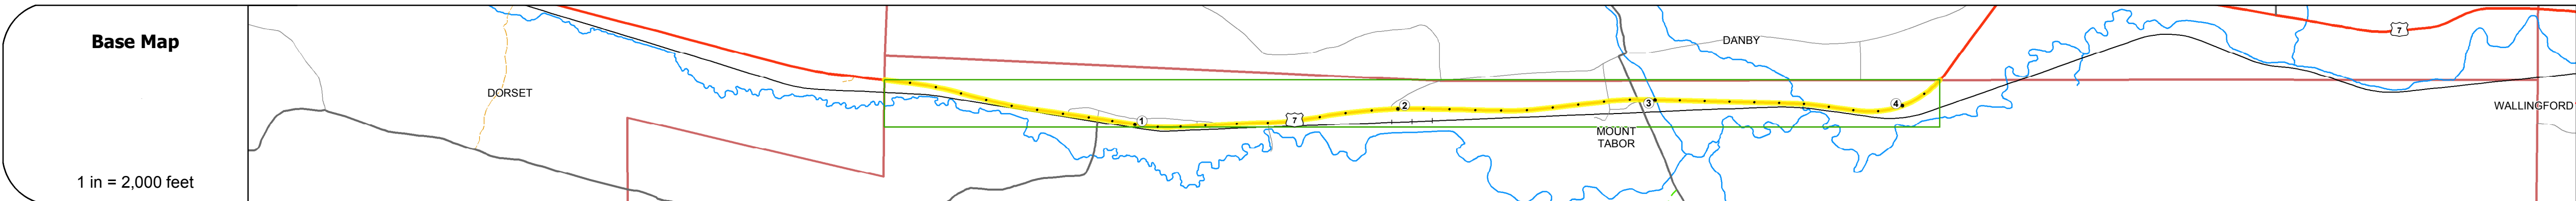 Base Map
1 in = 2,000 feet
DORSET
1
7
2
3
MOUNT
TABOR
DANBY
4
7
WALLINGFORD